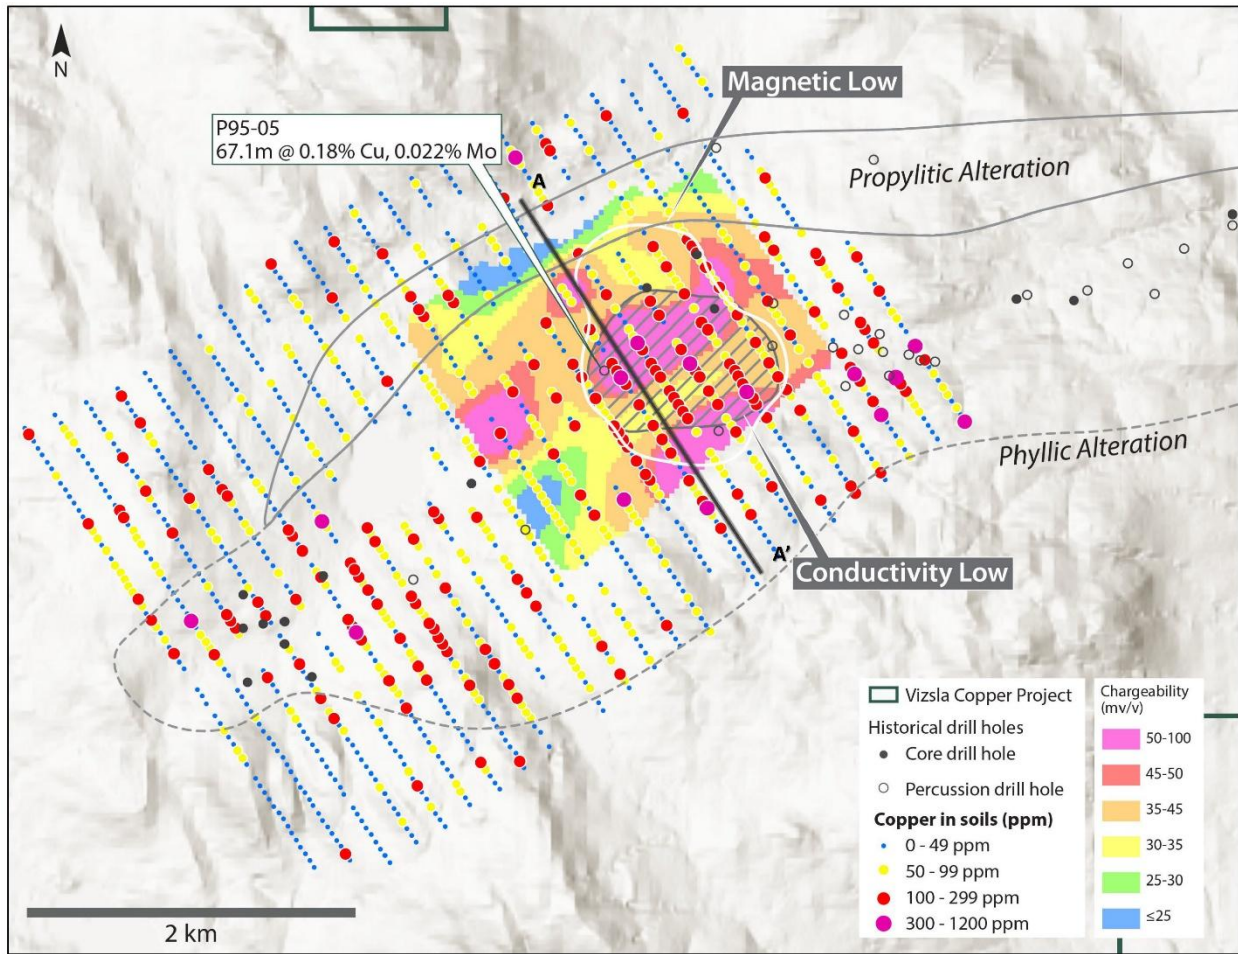 N
Magnetic Low
P95-05
67.1m @ 0.18% Cu, 0.022% Mo
A
Propylitic Alteration
Phyllic Alteration
A'
Conductivity Low
2 km
Vizsla Copper Project
Historical drill holes
Core drill hole
Percussion drill hole
Copper in soils (ppm)
0 - 49 ppm
50 - 99 ppm
100 - 299 ppm
300 - 1200 ppm
Chargeability
(mv/v)
50-100
45-50
35-45
30-35
25-30
≤25